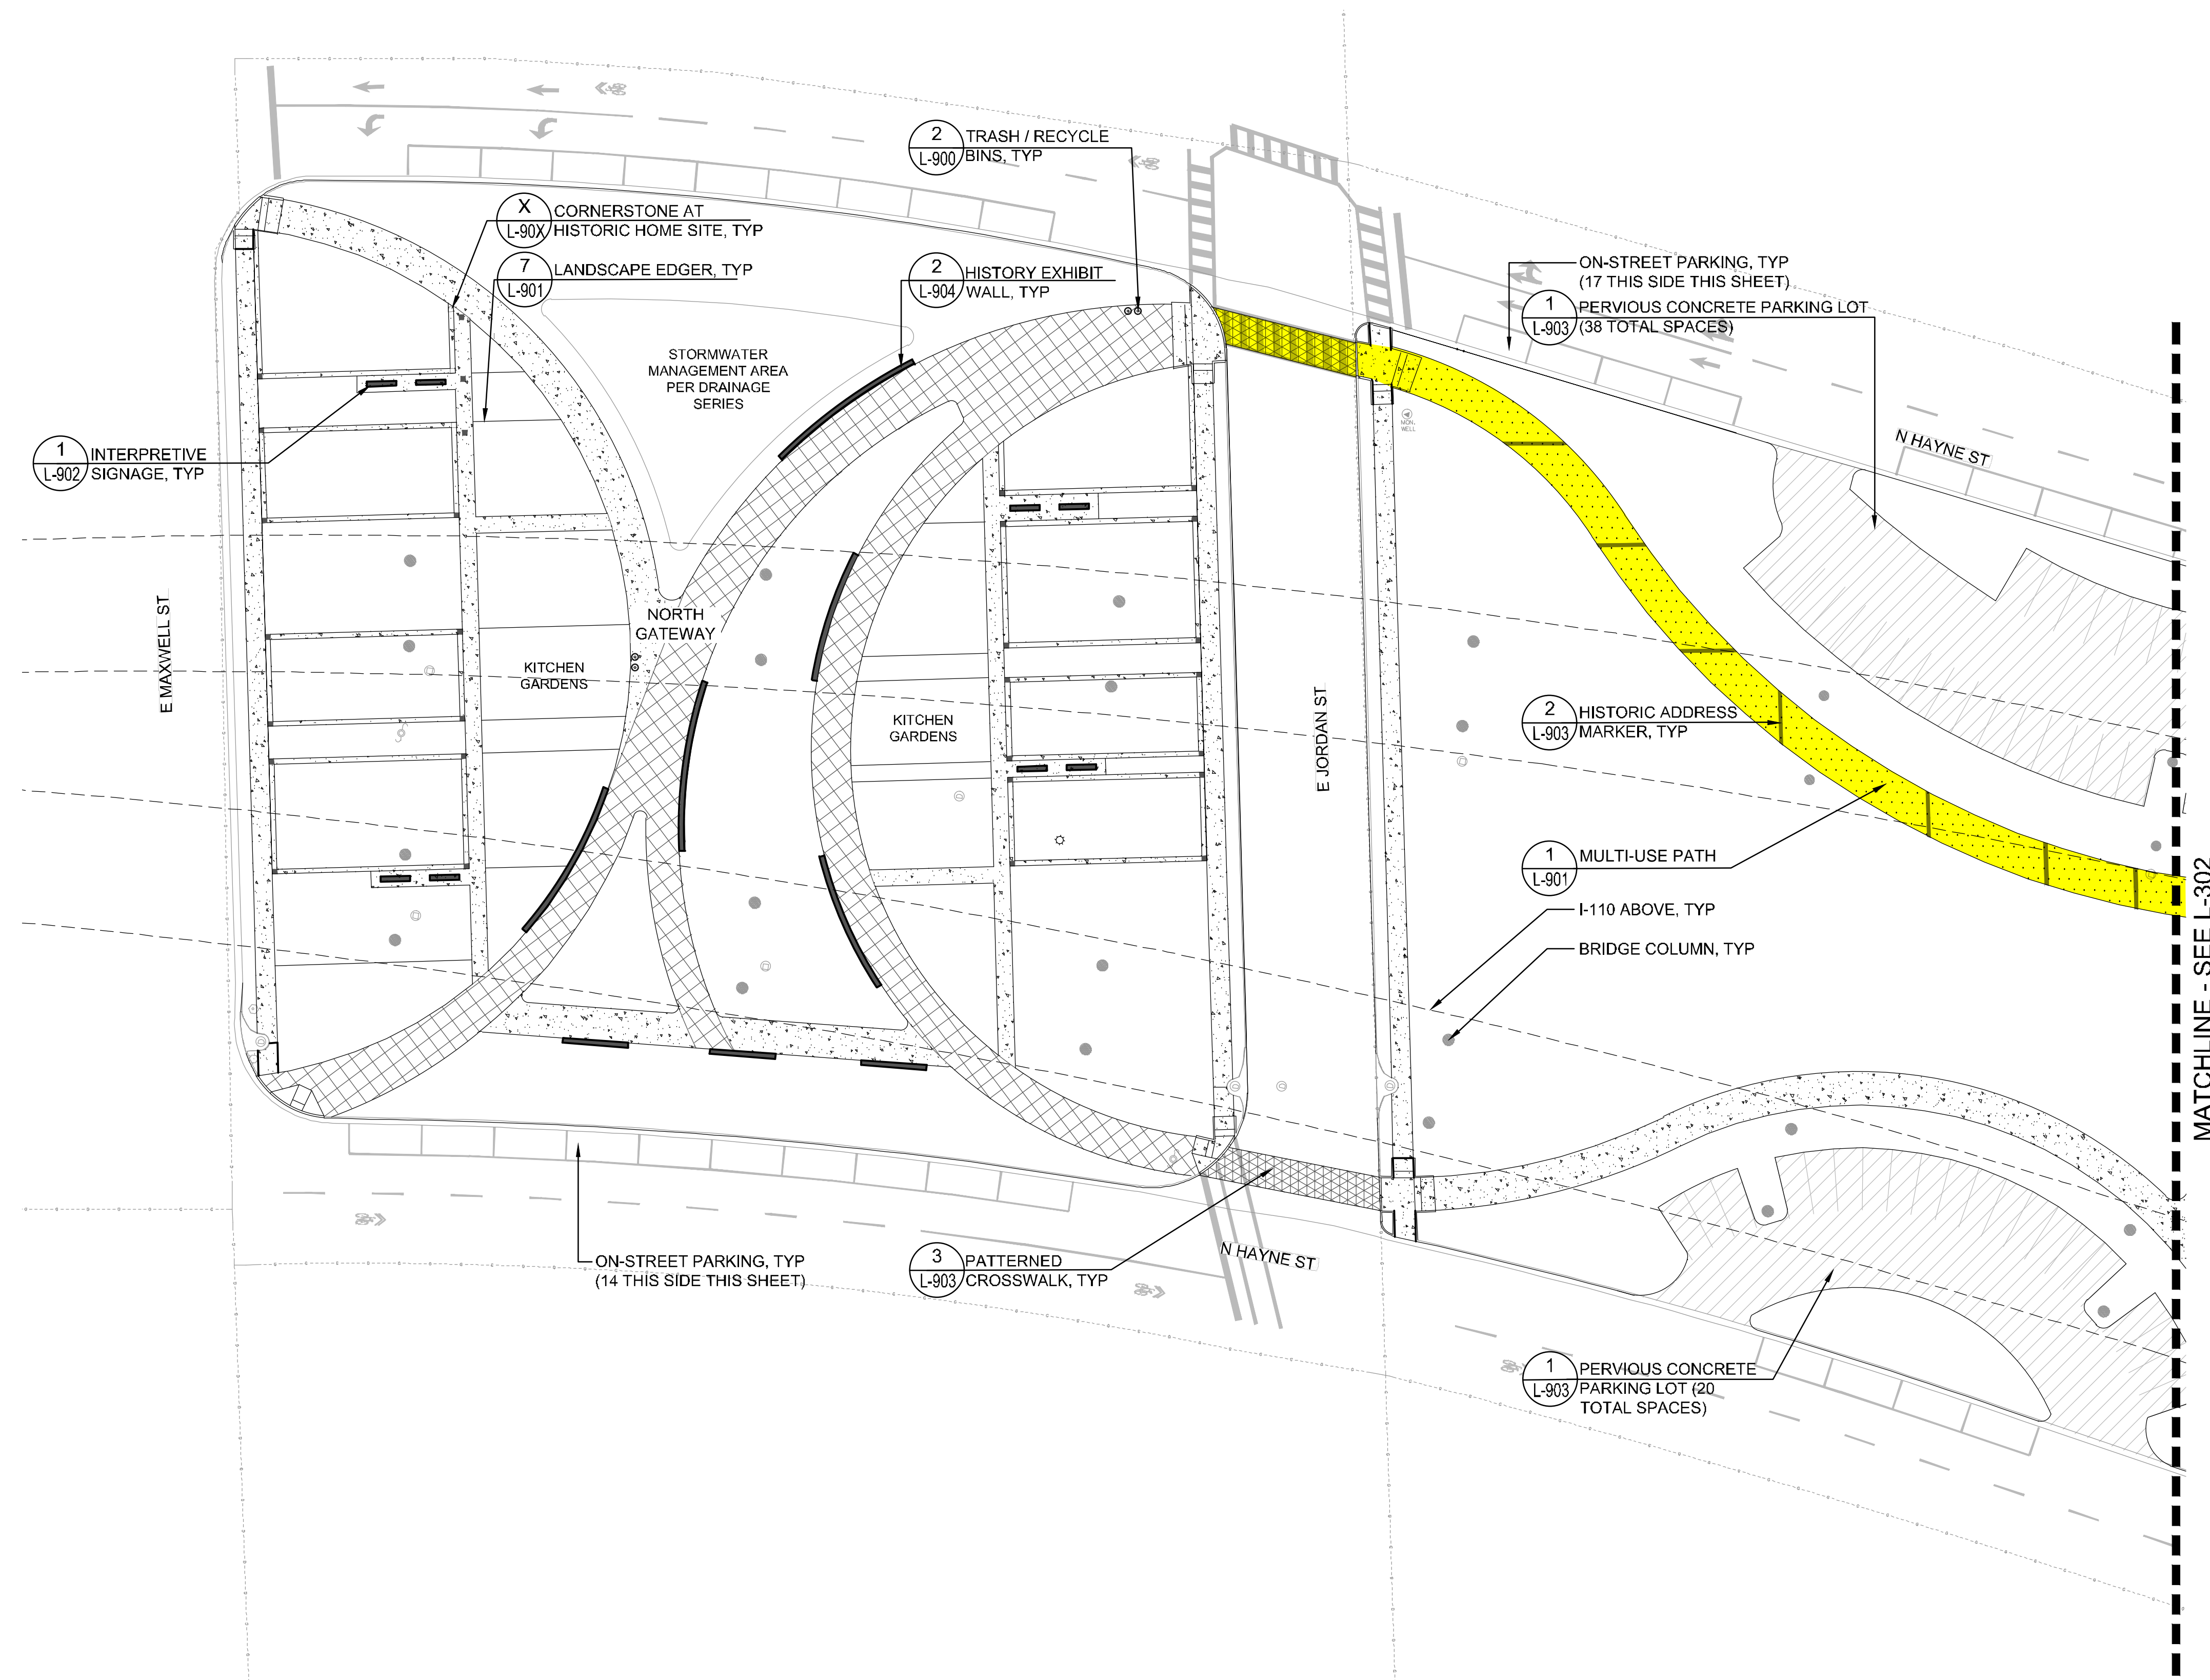 2
L-900
TRASH / RECYCLE
BINS, TYP
X
L-90X
CORNERSTONE AT
HISTORIC HOME SITE, TYP
7
L-901
LANDSCAPE EDGER, TYP
2
L-904
HISTORY EXHIBIT
WALL, TYP
ON-STREET PARKING, TYP
(17 THIS SIDE THIS SHEET)
1
L-903
PERVIOUS CONCRETE PARKING LOT
(38 TOTAL SPACES)
STORMWATER
MANAGEMENT AREA
PER DRAINAGE
SERIES
MON.
WELL
N HAYNE ST
1
L-902
INTERPRETIVE
SIGNAGE, TYP
E MAXWELL ST
NORTH
GATEWAY
KITCHEN
GARDENS
KITCHEN
GARDENS
E JORDAN ST
2
L-903
HISTORIC ADDRESS
MARKER, TYP
1
L-901
MULTI-USE PATH
I-110 ABOVE, TYP
BRIDGE COLUMN, TYP
MATCHLINE - SEE L-302
ON-STREET PARKING, TYP
(14 THIS SIDE THIS SHEET)
3
L-903
PATTERNED
CROSSWALK, TYP
N HAYNE ST
1
L-903
PERVIOUS CONCRETE
PARKING LOT (20
TOTAL SPACES)